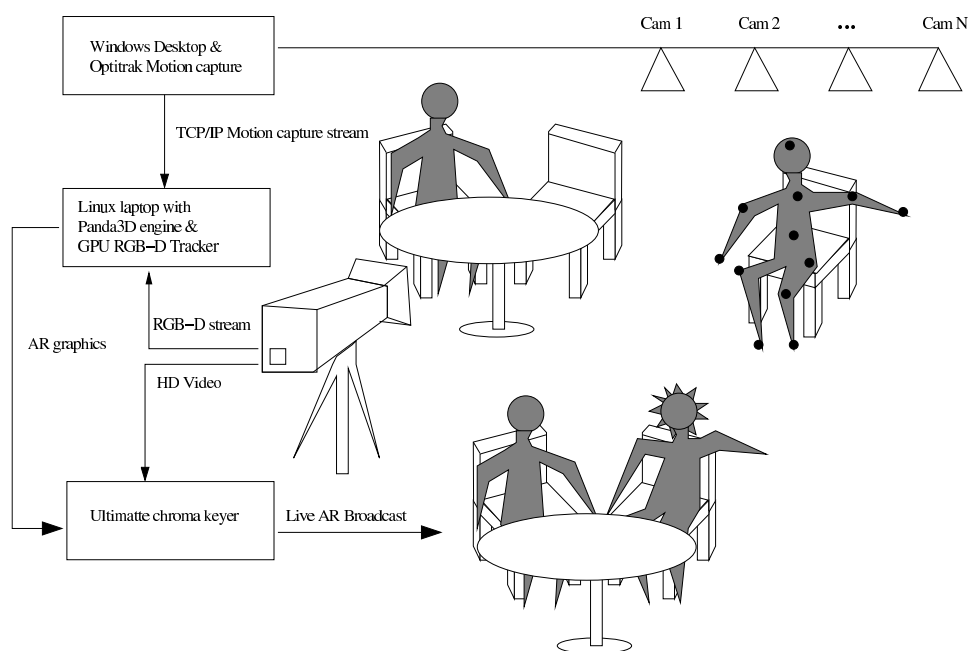 Cam 1
Cam 2
...
Cam N
Windows Desktop &
Optitrak Motion capture
TCP/IP Motion capture stream
Linux laptop with
Panda3D engine &
GPU RGB-D Tracker
RGB-D stream
AR graphics
HD Video
Ultimatte chroma keyer
Live AR Broadcast